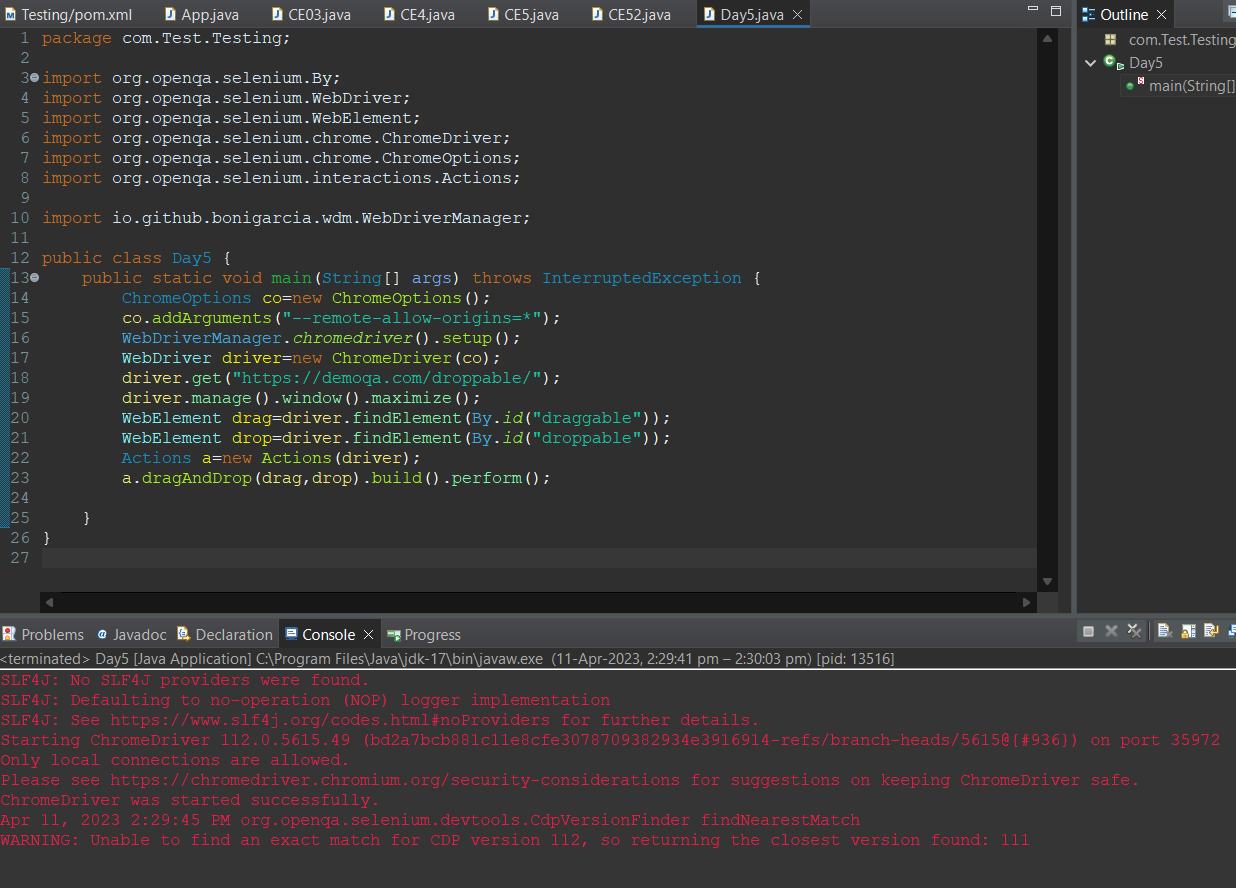 Testing/pom.xml App.java CE03.java CE4.java CE5.java CE52.java Day5.java
1 package com.Test.Testing;
2
3 import org.openqa.selenium.By;
4 import org.openqa.selenium.WebDriver;
5 import org.openqa.selenium.WebElement;
6 import org.openqa.selenium.chrome.ChromeDriver;
7 import org.openqa.selenium.chrome.ChromeOptions;
8 import org.openqa.selenium.interactions.Actions;
9
10 import io.github.bonigarcia.wdm.WebDriverManager;
11
12 public class Day5 {
13 public static void main(String[] args) throws InterruptedException {
14 ChromeOptions co=new ChromeOptions();
15 co.addArguments("--remote-allow-origins=*");
16 WebDriverManager.chromedriver().setup();
17 WebDriver driver=new ChromeDriver(co);
18 driver.get("https://demoqa.com/droppable/");
19 driver.manage().window().maximize();
20 WebElement drag=driver.findElement(By.id("draggable"));
21 WebElement drop=driver.findElement(By.id("droppable"));
22 Actions a=new Actions(driver);
23 a.dragAndDrop(drag,drop).build().perform();
24
25 }
26 }
27
Outline
com.Test.Testing
Day5
main(String[]
Problems Javadoc Declaration Console Progress
<terminated> Day5 [Java Application] C:\Program Files\Java\jdk-17\bin\javaw.exe (11-Apr-2023, 2:29:41 pm – 2:30:03 pm) [pid: 13516]
SLF4J: No SLF4J providers were found.
SLF4J: Defaulting to no-operation (NOP) logger implementation
SLF4J: See https://www.slf4j.org/codes.html#noProviders for further details.
Starting ChromeDriver 112.0.5615.49 (bd2a7bcb881c11e8cfe3078709382934e3916914-refs/branch-heads/5615@{#936}) on port 35972
Only local connections are allowed.
Please see https://chromedriver.chromium.org/security-considerations for suggestions on keeping ChromeDriver safe.
ChromeDriver was started successfully.
Apr 11, 2023 2:29:45 PM org.openqa.selenium.devtools.CdpVersionFinder findNearestMatch
WARNING: Unable to find an exact match for CDP version 112, so returning the closest version found: 111